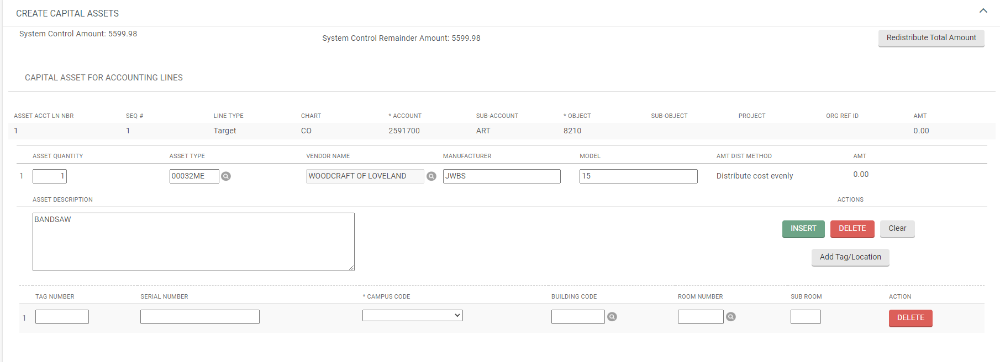 CREATE CAPITAL ASSETS
System Control Amount: 5599.98
System Control Remainder Amount: 5599.98
Redistribute Total Amount
CAPITAL ASSET FOR ACCOUNTING LINES
ASSET ACCT LN NBR SEQ # LINE TYPE CHART * ACCOUNT SUB-ACCOUNT * OBJECT SUB-OBJECT PROJECT ORG REF ID AMT
1 1 Target CO 2591700 ART 8210 0.00
ASSET QUANTITY ASSET TYPE VENDOR NAME MANUFACTURER MODEL AMT DIST METHOD AMT
1 1 00032ME WOODCRAFT OF LOVELAND JWBS 15 Distribute cost evenly 0.00
ASSET DESCRIPTION ACTIONS
BANDSAW
INSERT DELETE Clear
Add Tag/Location
TAG NUMBER SERIAL NUMBER * CAMPUS CODE BUILDING CODE ROOM NUMBER SUB ROOM ACTION
1 DELETE